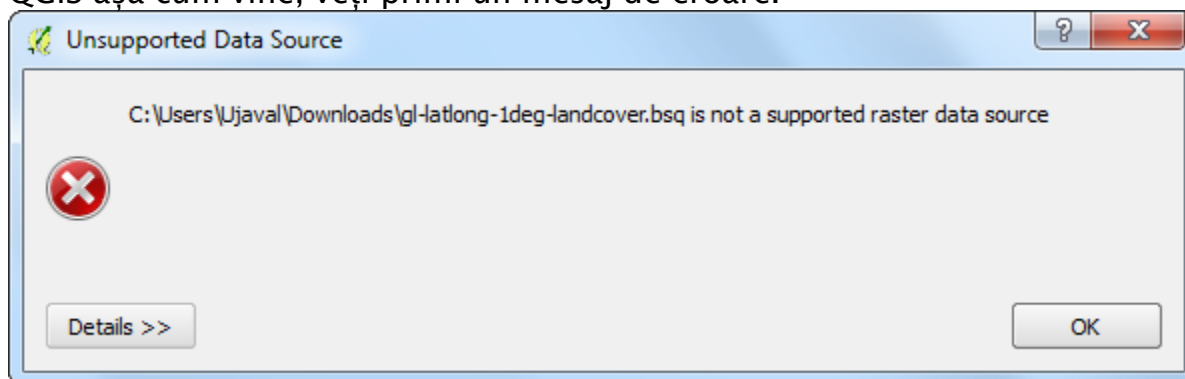 QGIS așa cum vine, veți primi un mesaj de eroare.
Unsupported Data Source
C:\Users\Ujaval\Downloads\gl-latlong-1deg-landcover.bsq is not a supported raster data source
Details >>
OK